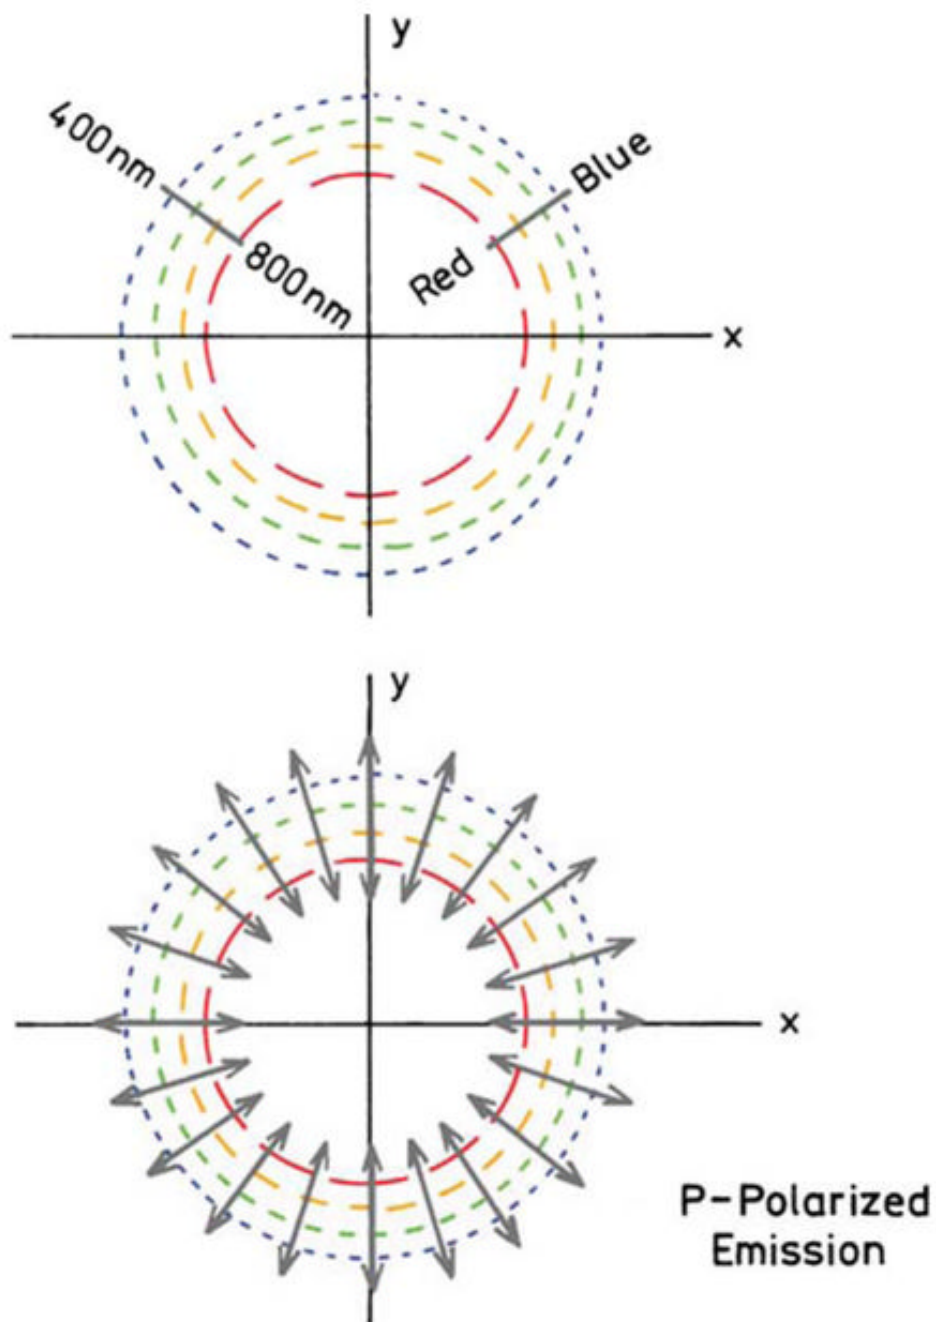 y
400nm
Blue
800nm
Red
x
y
x
P-Polarized
Emission